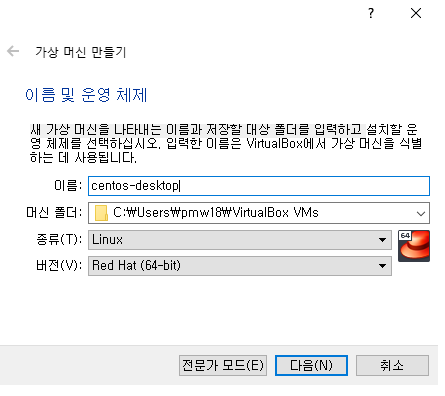 ?
가상 머신 만들기
이름 및 운영 체제
새 가상 머신을 나타내는 이름과 저장할 대상 폴더를 입력하고 설치할 운
영 체제를 선택하십시오. 입력한 이름은 VirtualBox에서 가상 머신을 식별
하는 데 사용됩니다.
이름: centos-desktop
머신 폴더: C:₩Users₩pmw18₩VirtualBox VMs
종류(T): Linux
64
버전(V): Red Hat (64-bit)
전문가 모드(E) 다음(N) 취소